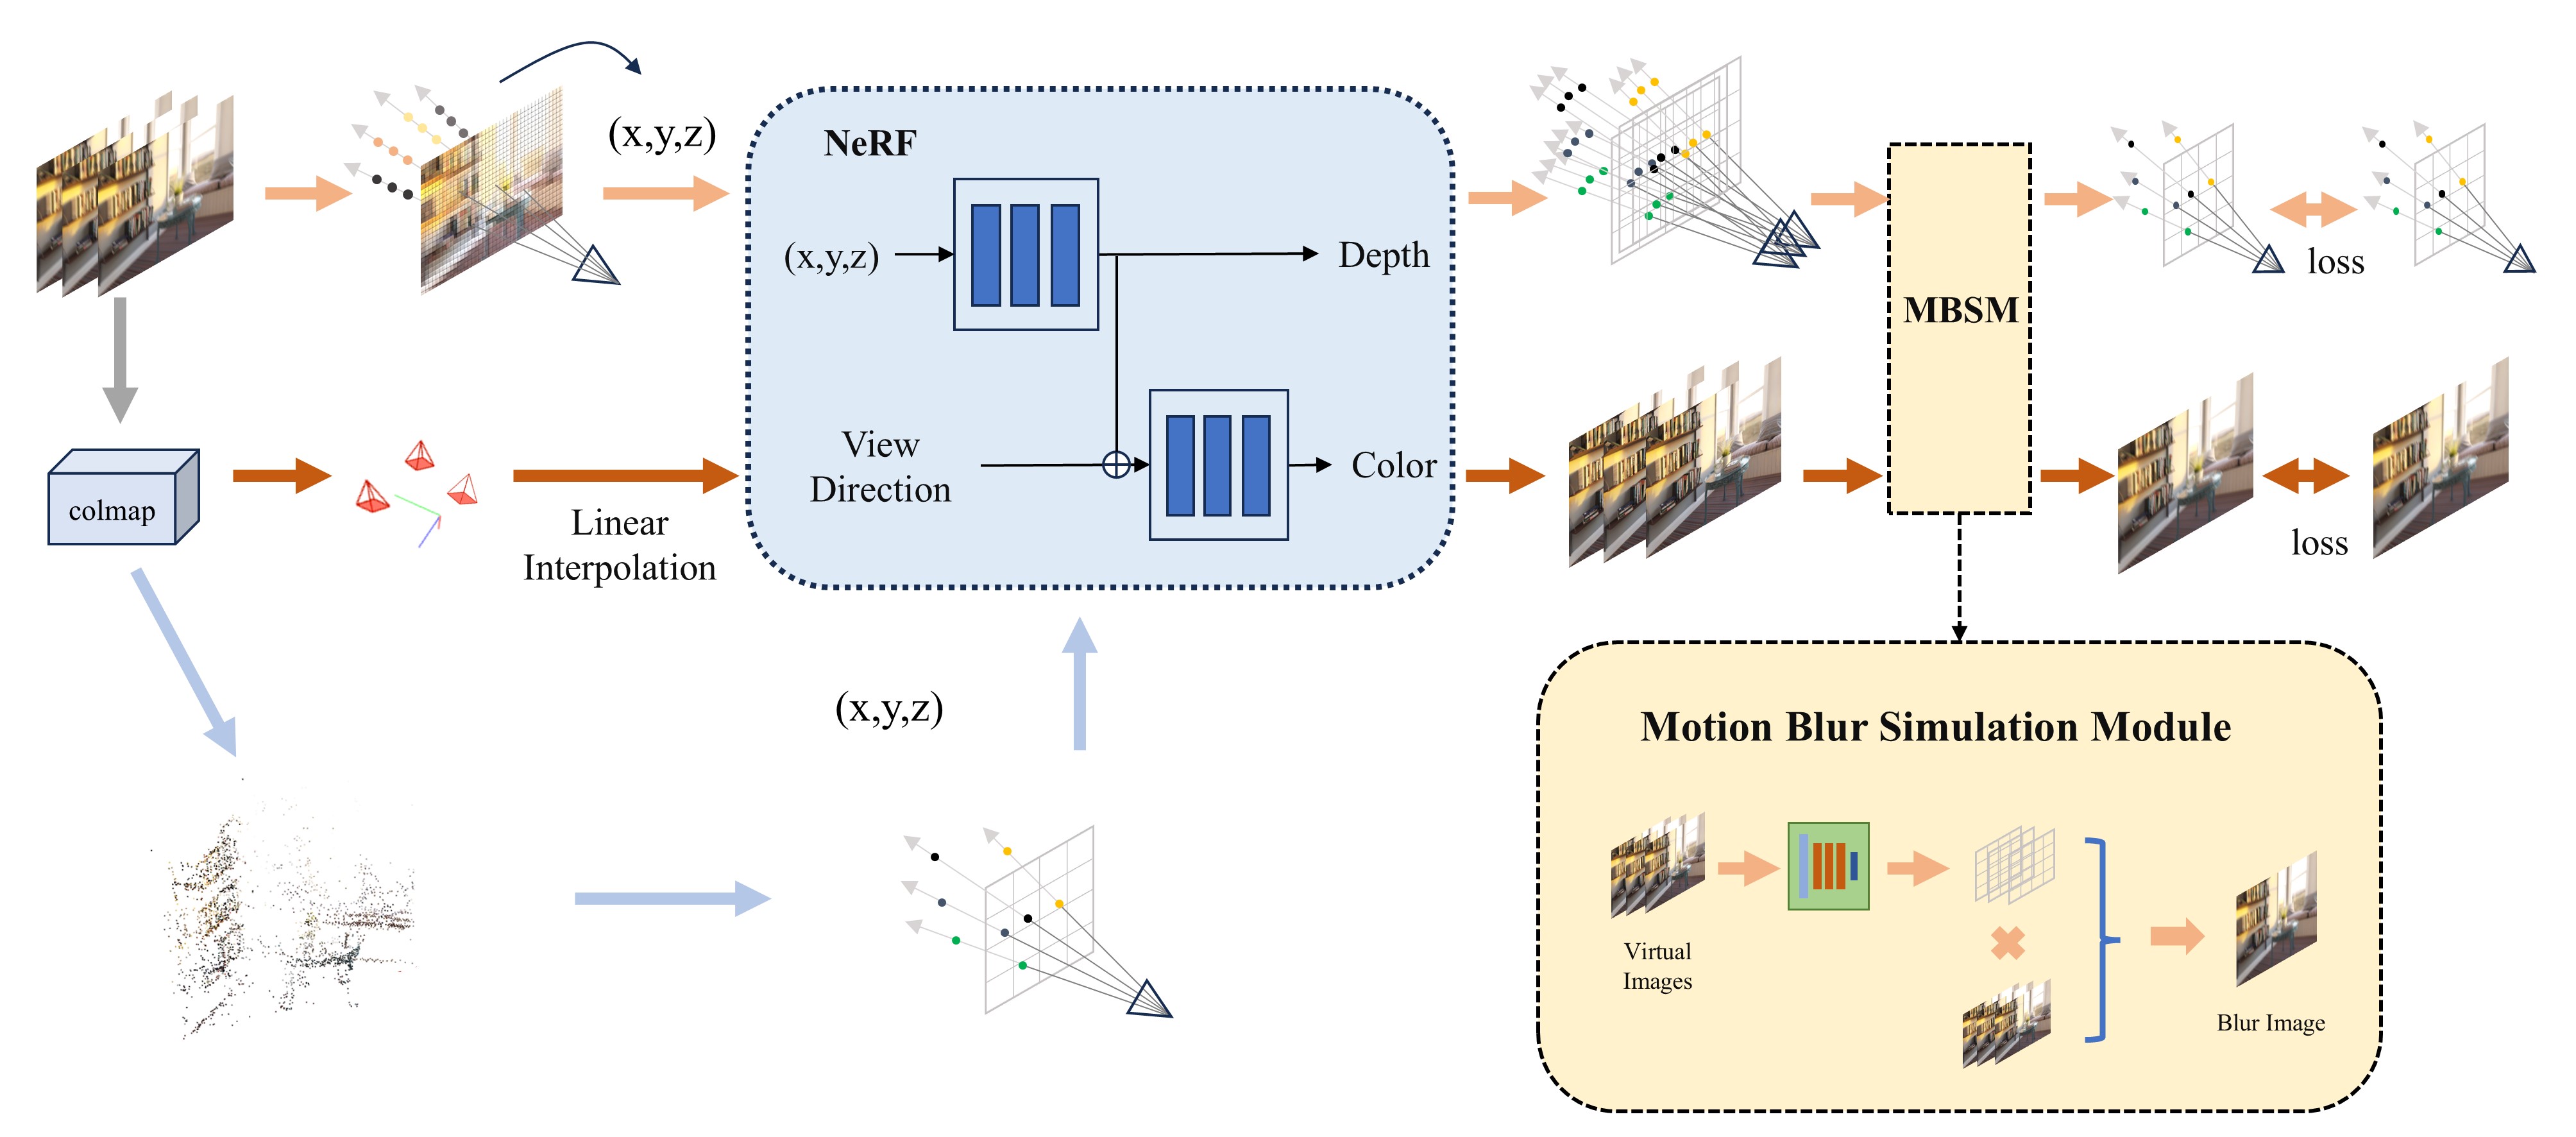 (x,y,z)
NeRF
(x,y,z)
Depth
View
Direction
Color
MBSM
loss
loss
colmap
Linear
Interpolation
(x,y,z)
Motion Blur Simulation Module
Virtual
Images
Blur Image